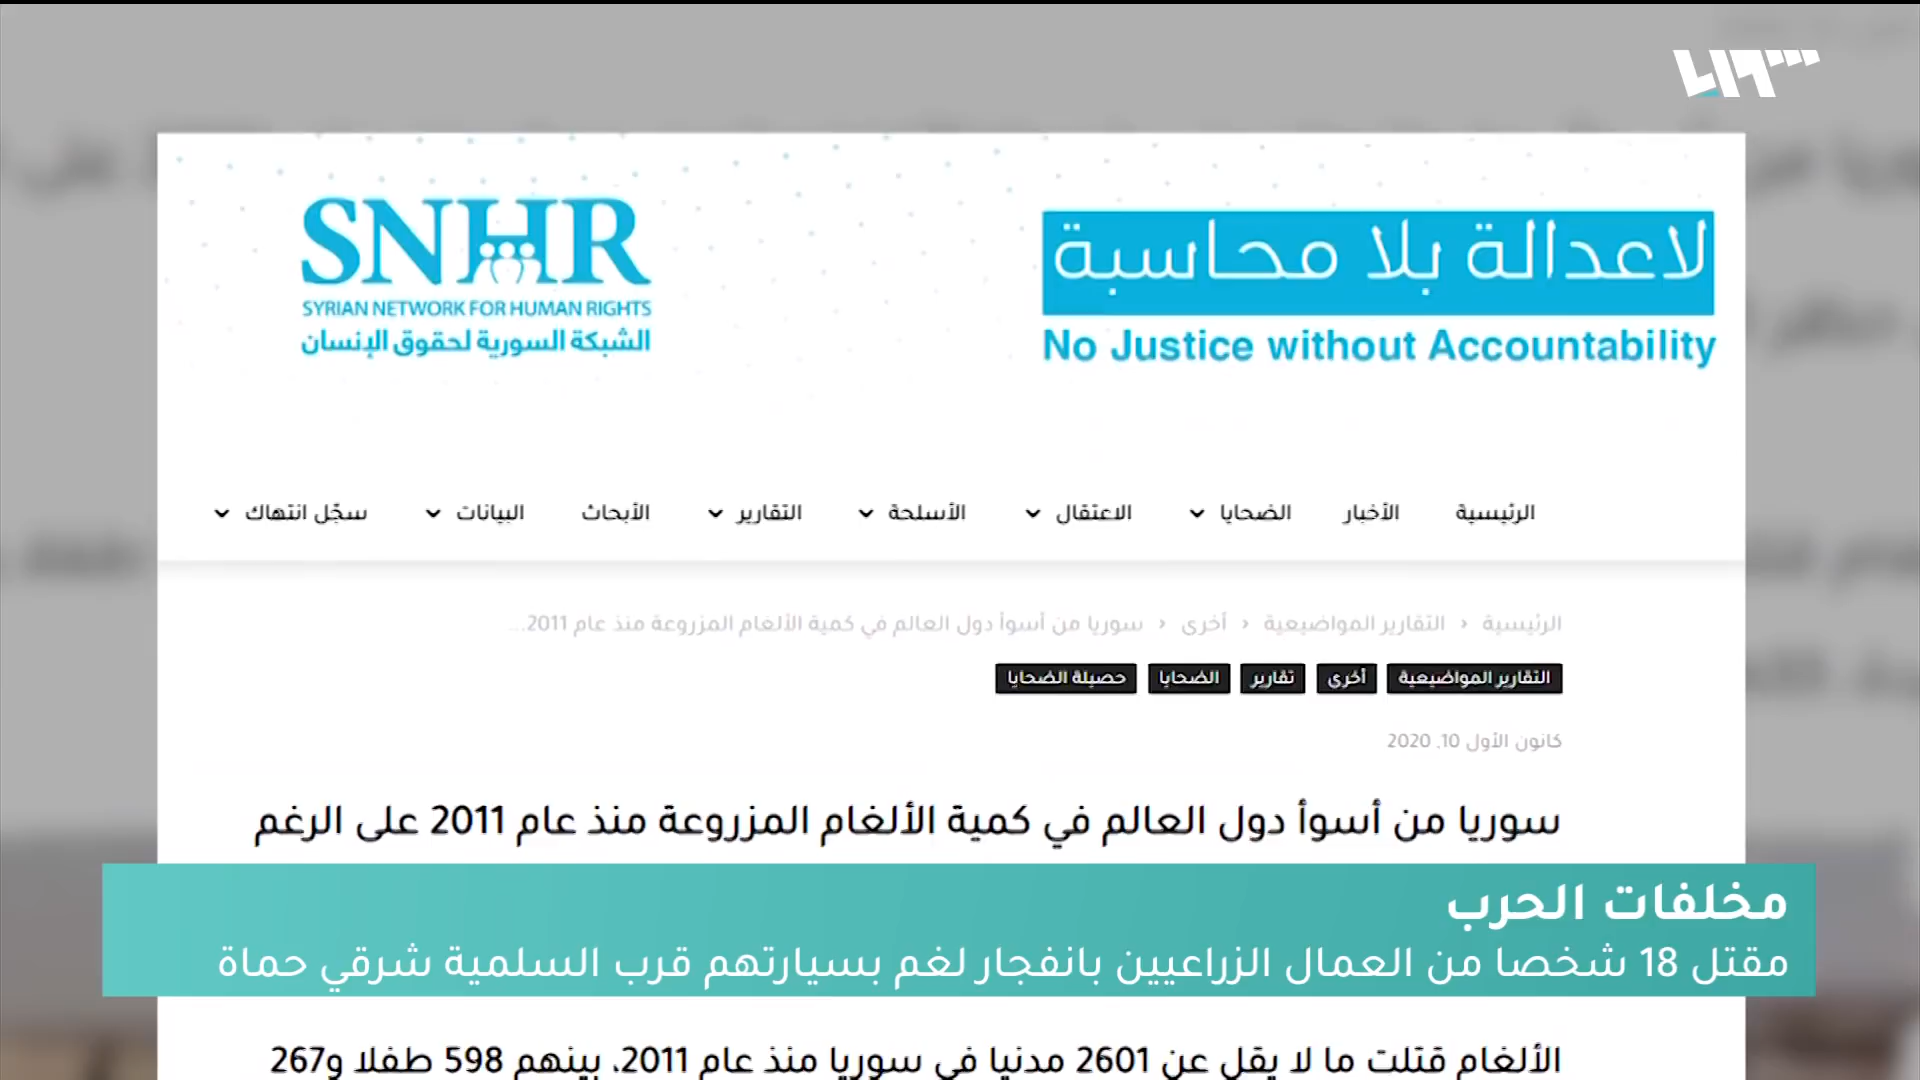 SNHR
SYRIAN NETWORK FOR HUMAN RIGHTS
الشبكة السورية لحقوق الإنسان
لاعدالة بلا محاسبة
No Justice without Accountability
الرئيسية الأخبار الضحايا الاعتقال الأسلحة التقارير الأبحاث البيانات سجّل انتهاك
الرئيسية › التقارير المواضيعية › أخرى › سوريا من أسوأ دول العالم في كمية الألغام المزروعة منذ عام 2011...
التقارير المواضيعية أخرى تقارير الضحايا حصيلة الضحايا
كانون الأول 10, 2020
سوريا من أسوأ دول العالم في كمية الألغام المزروعة منذ عام 2011 على الرغم
مخلفات الحرب
مقتل 18 شخصا من العمال الزراعيين بانفجار لغم بسيارتهم قرب السلمية شرقي حماة
الألغام قتلت ما لا يقل عن 2601 مدنيا في سوريا منذ عام 2011، بينهم 598 طفلا و267